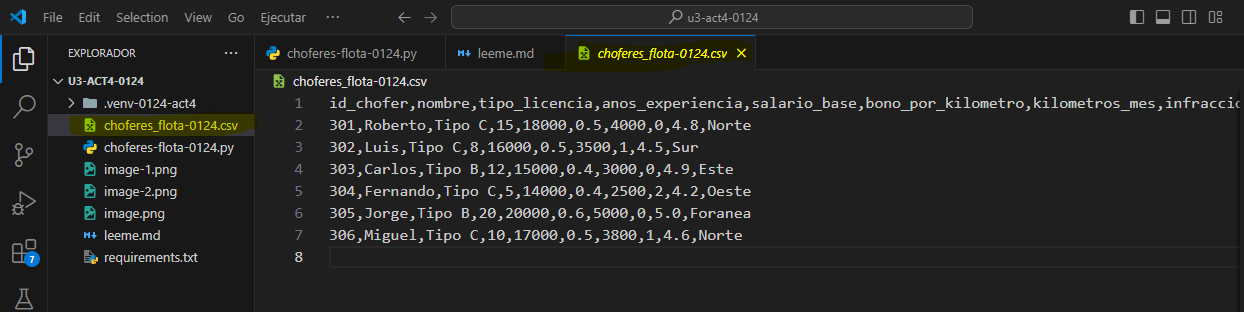 File Edición Selección Ver Go Ejecutar ··· u3-act4-0124
EXPLORADOR ···
choferes-flota-0124.py leeme.md choferes_flota-0124.csv
U3-ACT4-0124
choferes_flota-0124.csv
.venv-0124-act4
choferes_flota-0124.csv
choferes-flota-0124.py
image-1.png
image-2.png
image.png
leeme.md
requirements.txt
7
1 id_chofer,nombre,tipo_licencia,anos_experiencia,salario_base,bono_por_kilometro,kilometros_mes,infraccio
2 301,Roberto,Tipo C,15,18000,0.5,4000,0,4.8,Norte
3 302,Luis,Tipo C,8,16000,0.5,3500,1,4.5,Sur
4 303,Carlos,Tipo B,12,15000,0.4,3000,0,4.9,Este
5 304,Fernando,Tipo C,5,14000,0.4,2500,2,4.2,Oeste
6 305,Jorge,Tipo B,20,20000,0.6,5000,0,5.0,Foranea
7 306,Miguel,Tipo C,10,17000,0.5,3800,1,4.6,Norte
8